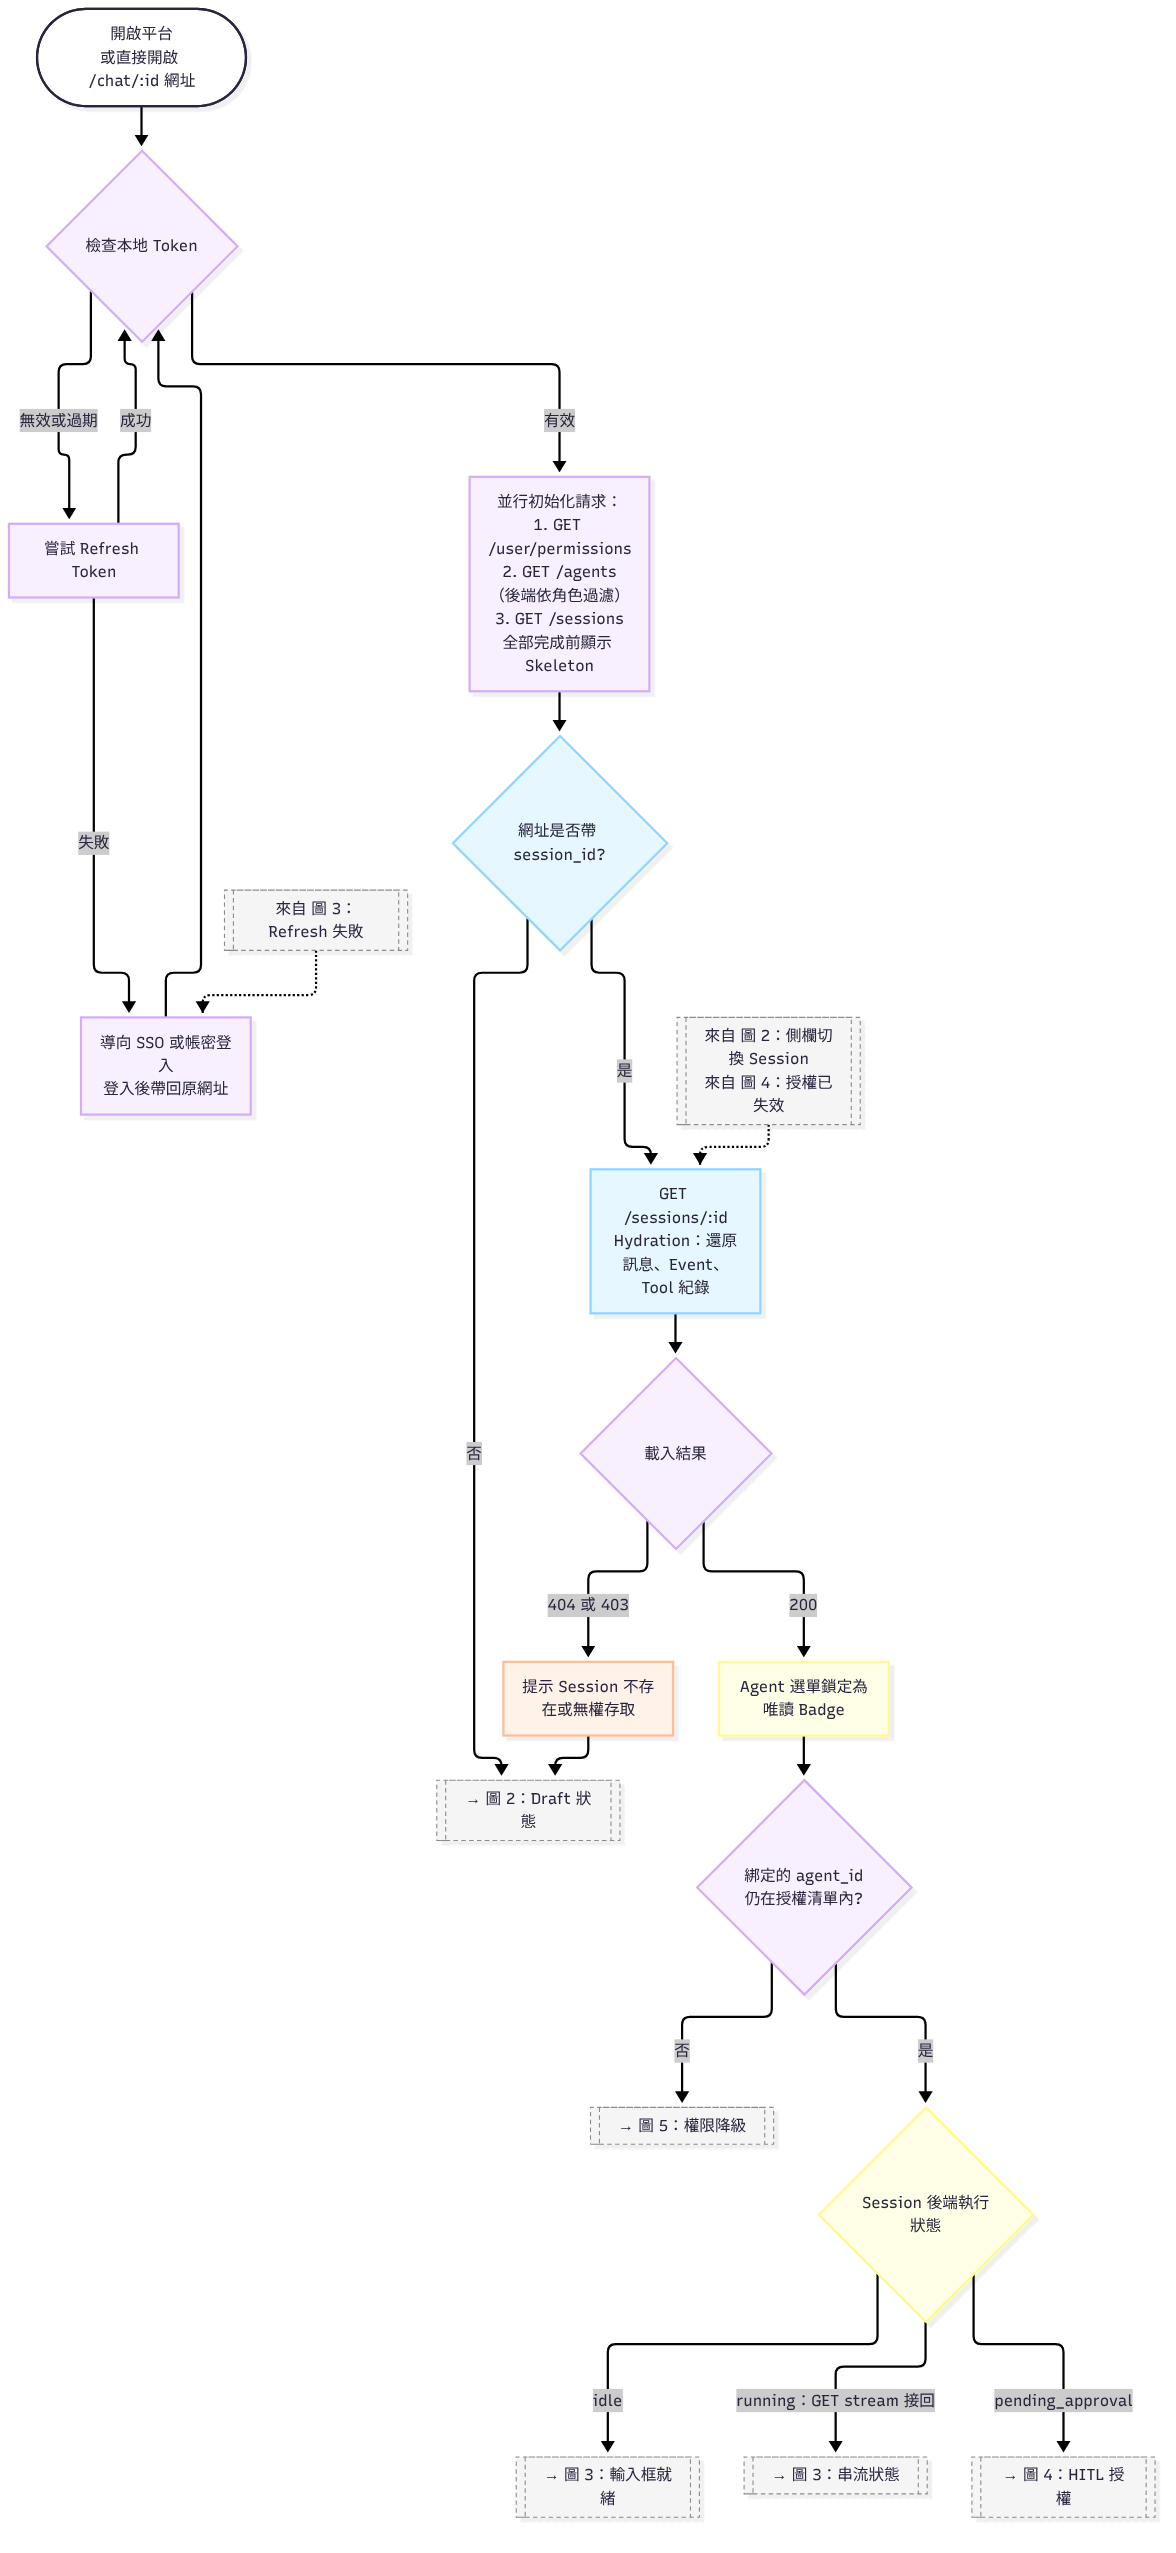 開啟平台
或直接開啟
/chat/:id 網址
檢查本地 Token
無效或過期
成功
有效
嘗試 Refresh
Token
並行初始化請求：
1. GET
/user/permissions
2. GET /agents
（後端依角色過濾）
3. GET /sessions
全部完成前顯示
Skeleton
失敗
網址是否帶
session_id?
來自 圖 3：
Refresh 失敗
導向 SSO 或帳密登
入
登入後帶回原網址
是
來自 圖 2：側欄切
換 Session
來自 圖 4：授權已
失效
GET
/sessions/:id
Hydration：還原
訊息、Event、
Tool 紀錄
否
載入結果
404 或 403
200
提示 Session 不存
在或無權存取
Agent 選單鎖定為
唯讀 Badge
→ 圖 2：Draft 狀
態
綁定的 agent_id
仍在授權清單內?
否
是
→ 圖 5：權限降級
Session 後端執行
狀態
idle
running：GET stream 接回
pending_approval
→ 圖 3：輸入框就
緒
→ 圖 3：串流狀態
→ 圖 4：HITL 授
權